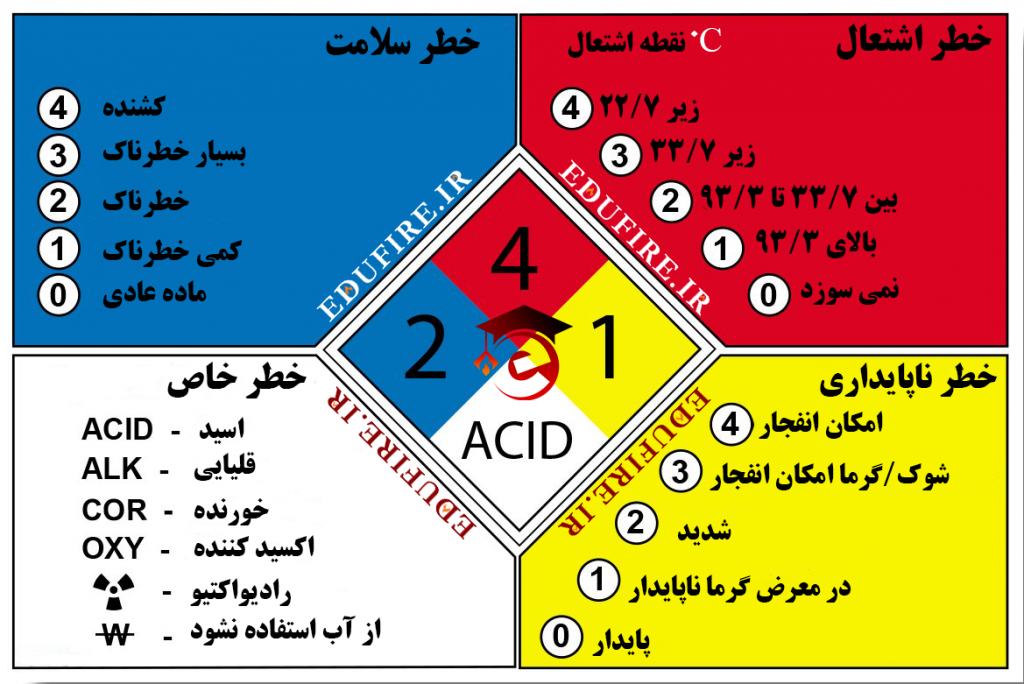 خطر اشتعال
نقطه اشتعال °C
4 زیر ۲۲/۷
3 زیر ۳۳/۷
2 بین ۳۳/۷ تا ۹۳/۳
1 بالای ۹۳/۳
0 نمی سوزد
خطر سلامت
4 کشنده
3 بسیار خطرناک
2 خطرناک
1 کمی خطرناک
0 ماده عادی
EDUFIRE.IR
EDUFIRE.IR
4
2
1
ACID
EDUFIRE.IR
EDUFIRE.IR
خطر ناپایداری
4 امکان انفجار
3 شوک/گرما امکان انفجار
2 شدید
1 در معرض گرما ناپایدار
0 پایدار
خطر خاص
ACID - اسید
ALK - قلیایی
COR - خورنده
OXY - اکسید کننده
- رادیواکتیو
W - از آب استفاده نشود